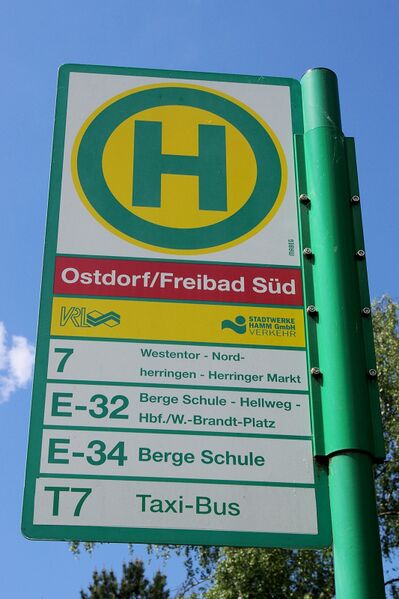 H
MABEG
Ostdorf/Freibad Süd
VRL
STADTWERKE
HAMM GmbH
VERKEHR
7
Westentor - Nord-
herringen - Herringer Markt
E-32
Berge Schule - Hellweg -
Hbf./W.-Brandt-Platz
E-34 Berge Schule
T7 Taxi-Bus